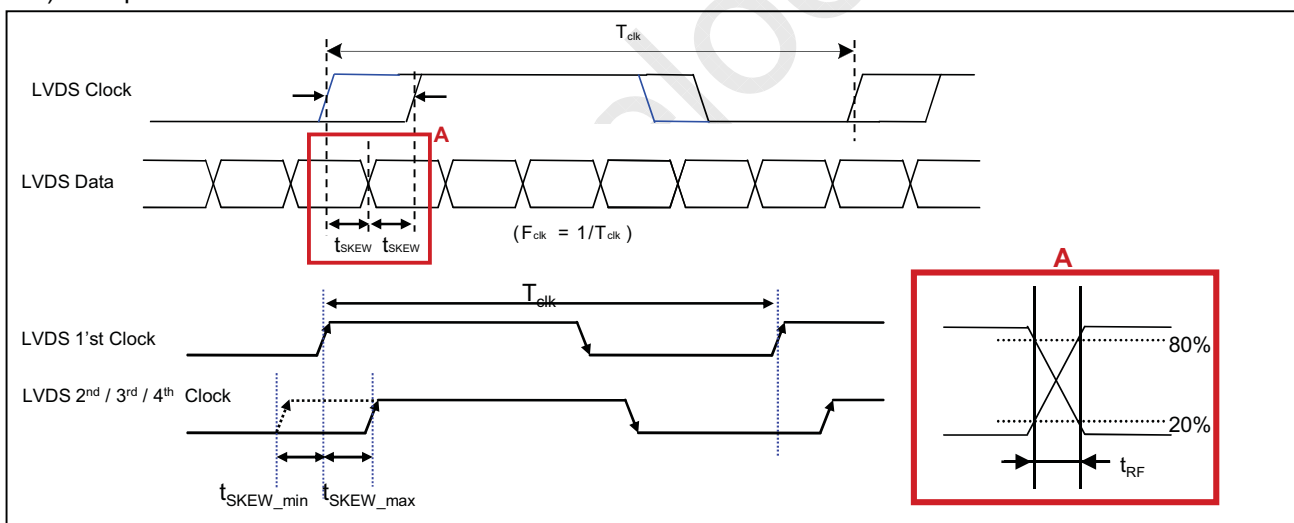 Tclk
LVDS Clock
A
LVDS Data
tSKEW tSKEW
(Fclk = 1/Tclk)
A
Tclk
LVDS 1'st Clock
80%
LVDS 2nd / 3rd / 4th Clock
20%
tRF
tSKEW_min tSKEW_max